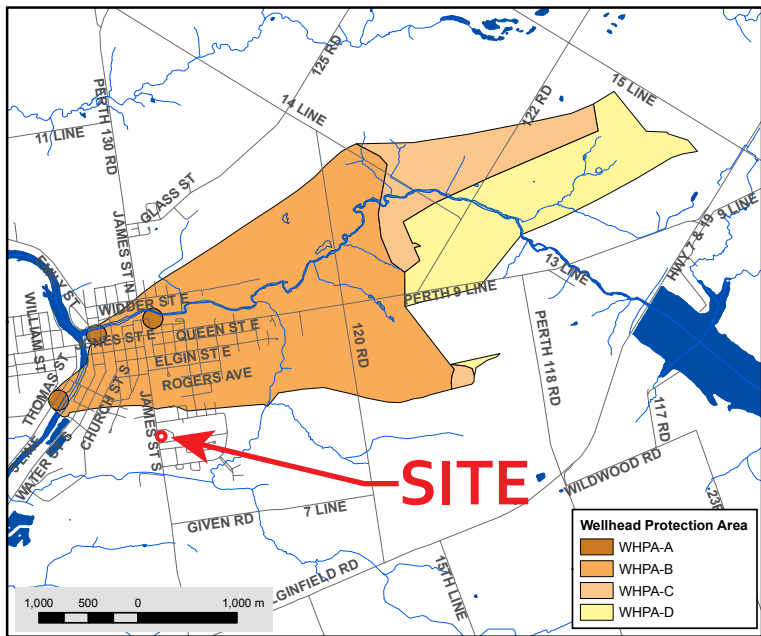 15 LINE
125 RD
122 RD
14 LINE
PERTH 130 RD
11 LINE
GLASS ST
JAMES ST N
HWY 7 & 19
9 LINE
13 LINE
EMILY ST
WILLIAM ST
WIDDER ST E
PERTH 9 LINE
JONES ST E
QUEEN ST E
ELGIN ST E
120 RD
PERTH 118 RD
THOMAS ST
ROGERS AVE
CHURCH ST S
JAMES ST S
117 RD
WATER ST S
SITE
WILDWOOD RD
7 LINE
GIVEN RD
15TH LINE
Wellhead Protection Area
WHPA-A
WHPA-B
WHPA-C
WHPA-D
1,000 500 0 1,000 m